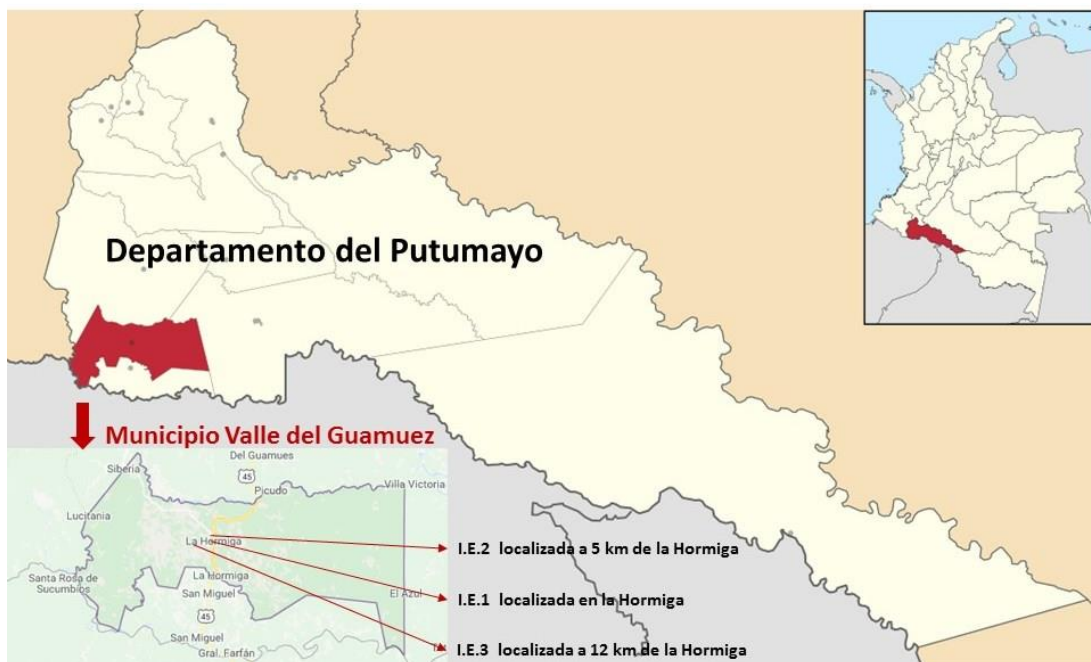 Departamento del Putumayo
Municipio Valle del Guamuez
Del Guamues
Siberia
45
Picudo
Villa Victoria
Lucitania
La Hormiga
I.E.2 localizada a 5 km de la Hormiga
La Hormiga
Santa Rosa de
Sucumbíos
San Miguel
El Azul
I.E.1 localizada en la Hormiga
45
San Miguel
Gral. Farfán
I.E.3 localizada a 12 km de la Hormiga